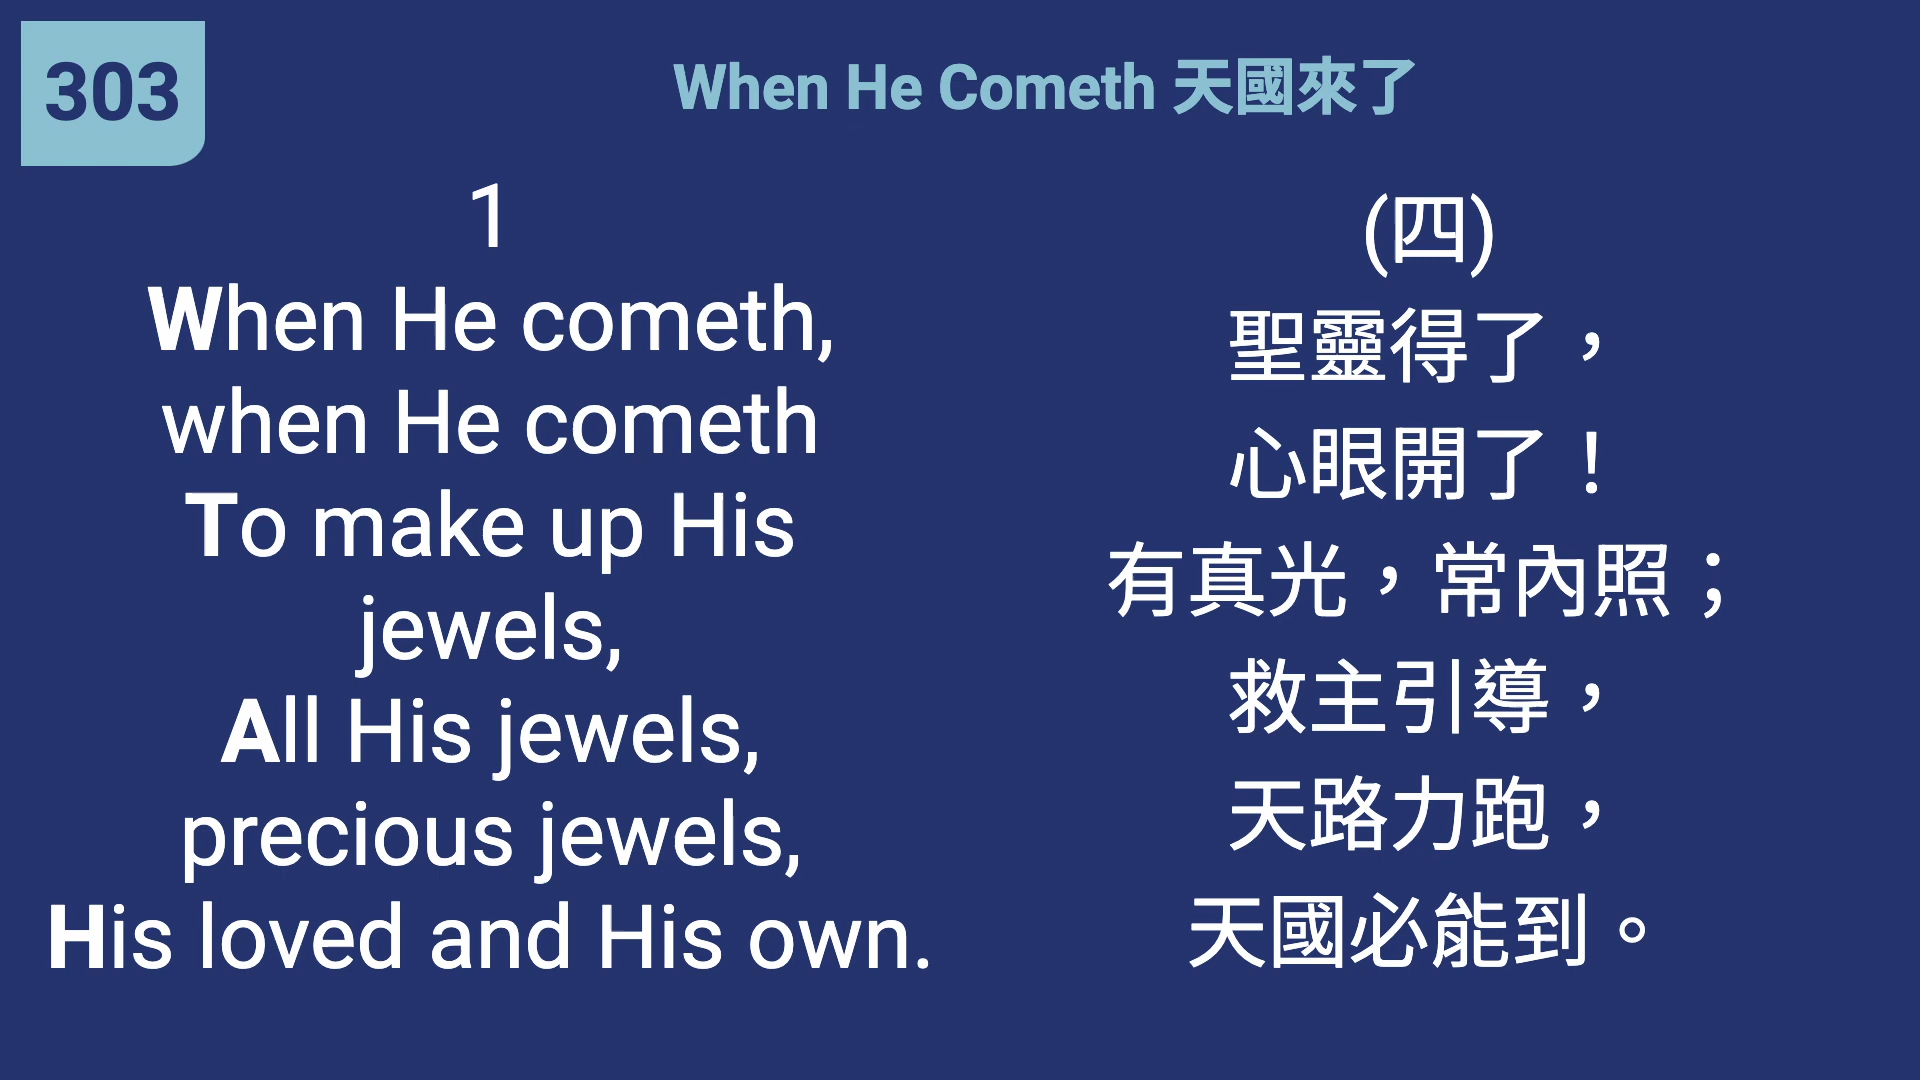 303
When He Cometh 天國來了
1
When He cometh,
when He cometh
To make up His
jewels,
All His jewels,
precious jewels,
His loved and His own.
(四)
聖靈得了，
心眼開了！
有真光，常內照；
救主引導，
天路力跑，
天國必能到。